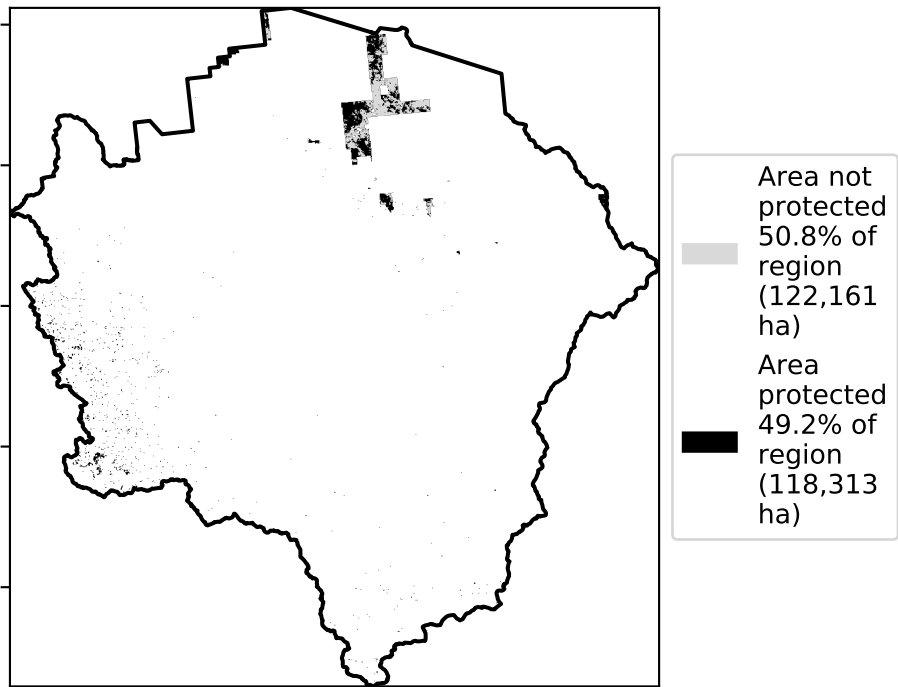 Area not
protected
50.8% of
region
(122,161
ha)
Area
protected
49.2% of
region
(118,313
ha)